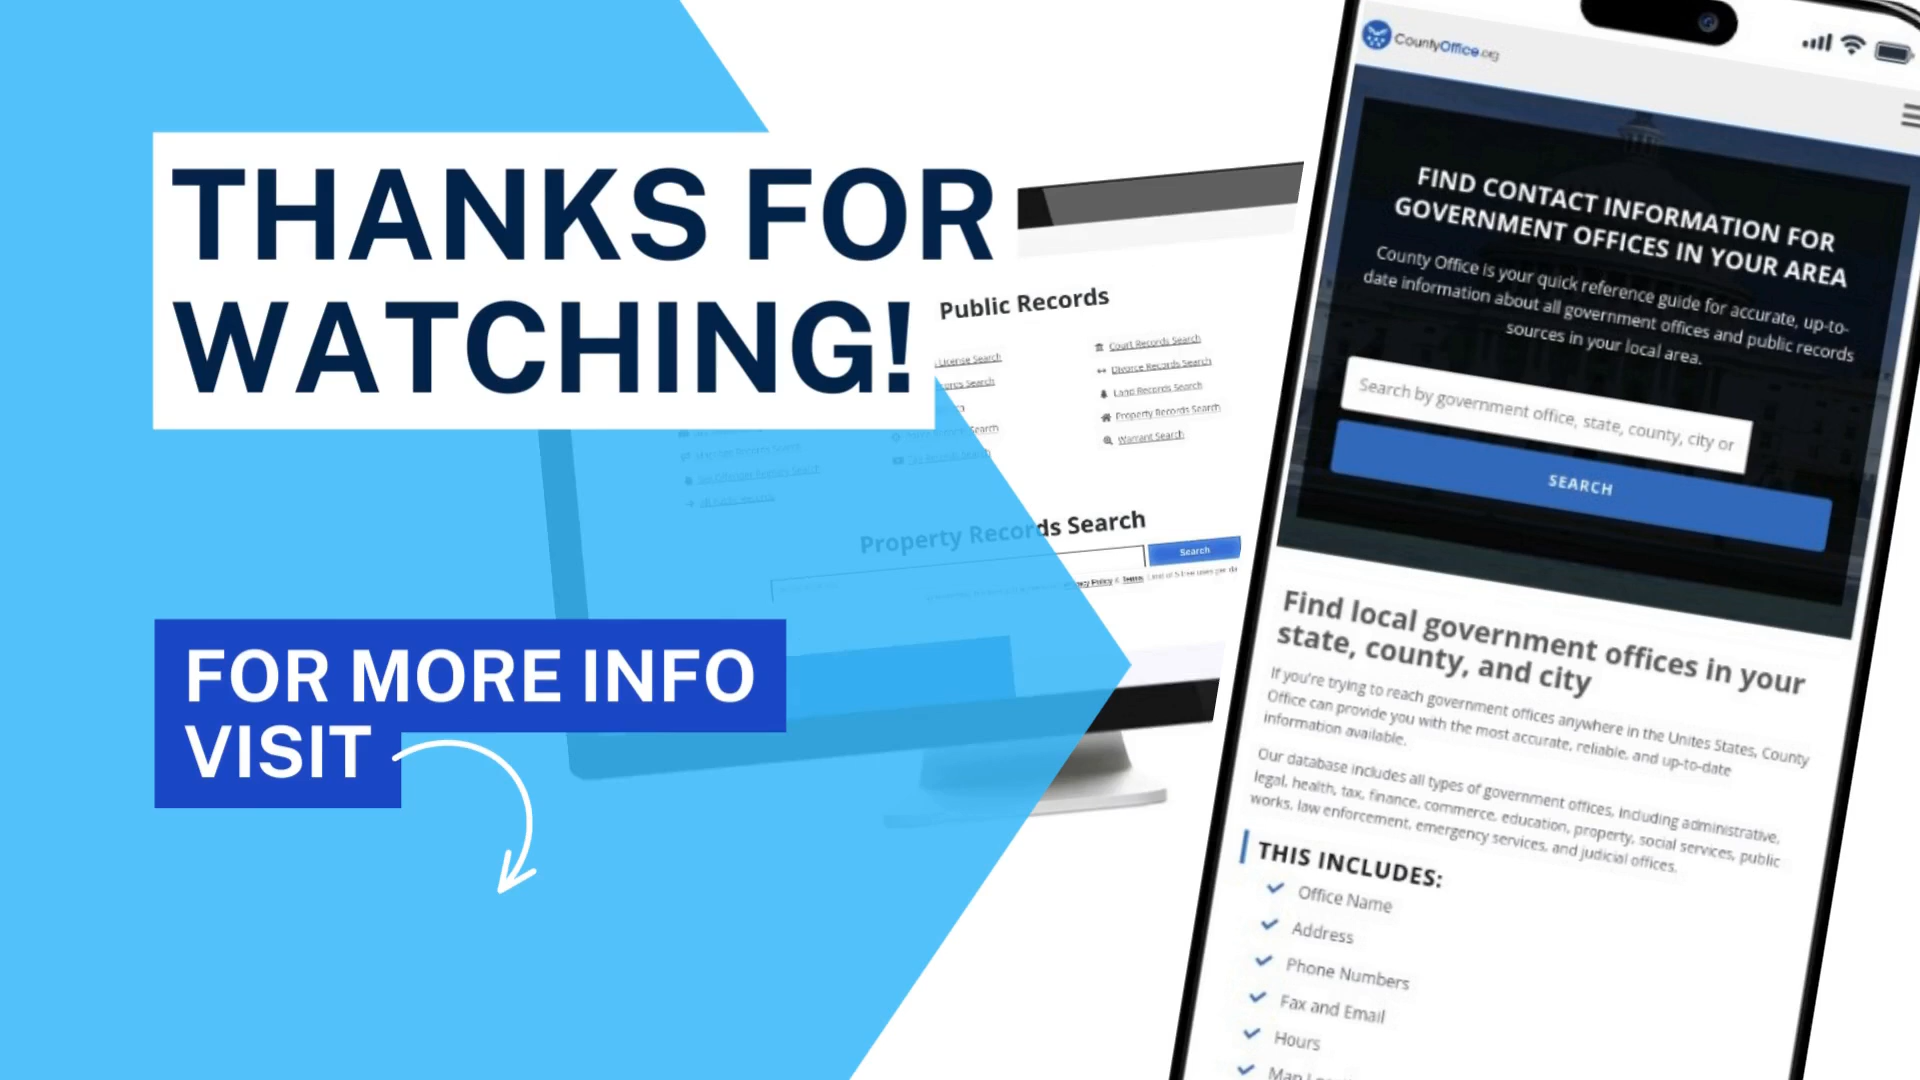 THANKS FOR
WATCHING!
FOR MORE INFO
VISIT
Public Records
License Search
Search
Search
Court Records Search
Divorce Records Search
Land Records Search
Property Records Search
Warrant Search
Property Records Search
Search
Policy & Terms
CountyOffice.org
FIND CONTACT INFORMATION FOR
GOVERNMENT OFFICES IN YOUR AREA
County Office is your quick reference guide for accurate, up-to-
date information about all government offices and public records
sources in your local area.
Search by government office, state, county, city or
SEARCH
Find local government offices in your
state, county, and city
If you're trying to reach government offices anywhere in the Unites States, County
Office can provide you with the most accurate, reliable, and up-to-date
information available.
Our database includes all types of government offices, including administrative,
legal, health, tax, finance, commerce, education, property, social services, public
works, law enforcement, emergency services, and judicial offices.
THIS INCLUDES:
Office Name
Address
Phone Numbers
Fax and Email
Hours